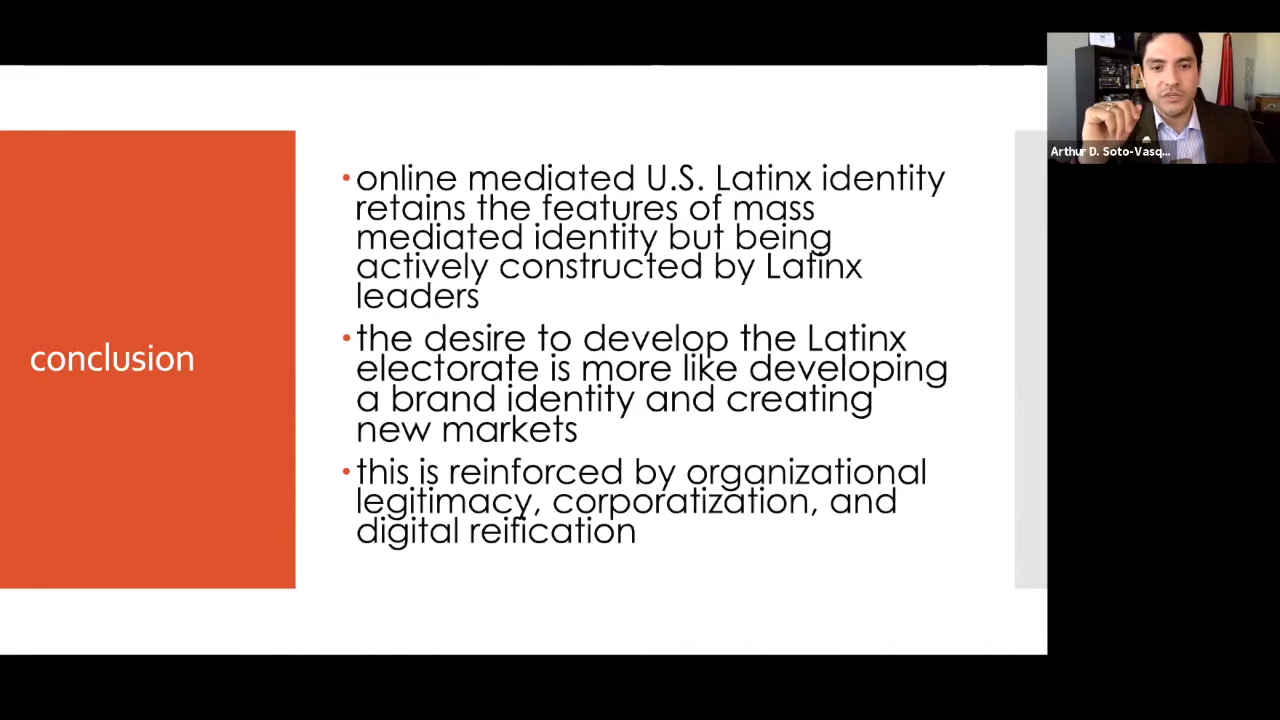 Arthur D. Soto-Vasq...
conclusion
•online mediated U.S. Latinx identity
retains the features of mass
mediated identity but being
actively constructed by Latinx
leaders
•the desire to develop the Latinx
electorate is more like developing
a brand identity and creating
new markets
•this is reinforced by organizational
legitimacy, corporatization, and
digital reification